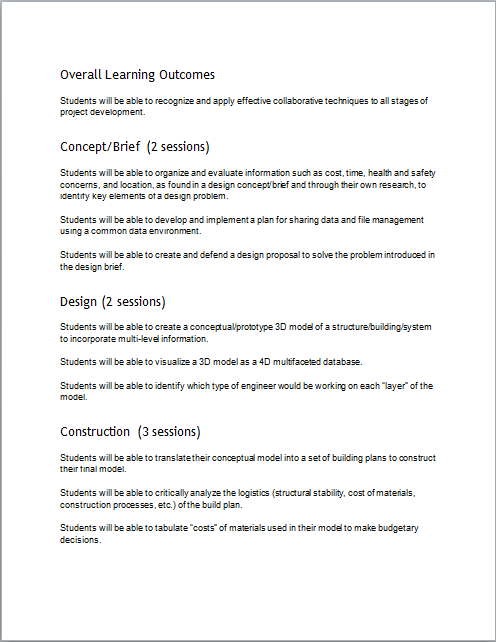 Overall Learning Outcomes
Students will be able to recognize and apply effective collaborative techniques to all stages of
project development.
Concept/Brief (2 sessions)
Students will be able to organize and evaluate information such as cost, time, health and safety
concerns, and location, as found in a design concept/brief and through their own research, to
identify key elements of a design problem.
Students will be able to develop and implement a plan for sharing data and file management
using a common data environment.
Students will be able to create and defend a design proposal to solve the problem introduced in
the design brief.
Design (2 sessions)
Students will be able to create a conceptual/prototype 3D model of a structure/building/system
to incorporate multi-level information.
Students will be able to visualize a 3D model as a 4D multifaceted database.
Students will be able to identify which type of engineer would be working on each "layer" of the
model.
Construction (3 sessions)
Students will be able to translate their conceptual model into a set of building plans to construct
their final model.
Students will be able to critically analyze the logistics (structural stability, cost of materials,
construction processes, etc.) of the build plan.
Students will be able to tabulate "costs" of materials used in their model to make budgetary
decisions.